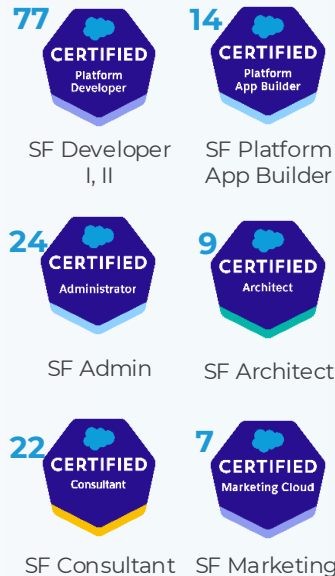 77
CERTIFIED
Platform
Developer
SF Developer
I, II
14
CERTIFIED
Platform
App Builder
SF Platform
App Builder
24
CERTIFIED
Administrator
SF Admin
9
CERTIFIED
Architect
SF Architect
22
CERTIFIED
Consultant
SF Consultant
7
CERTIFIED
Marketing Cloud
SF Marketing